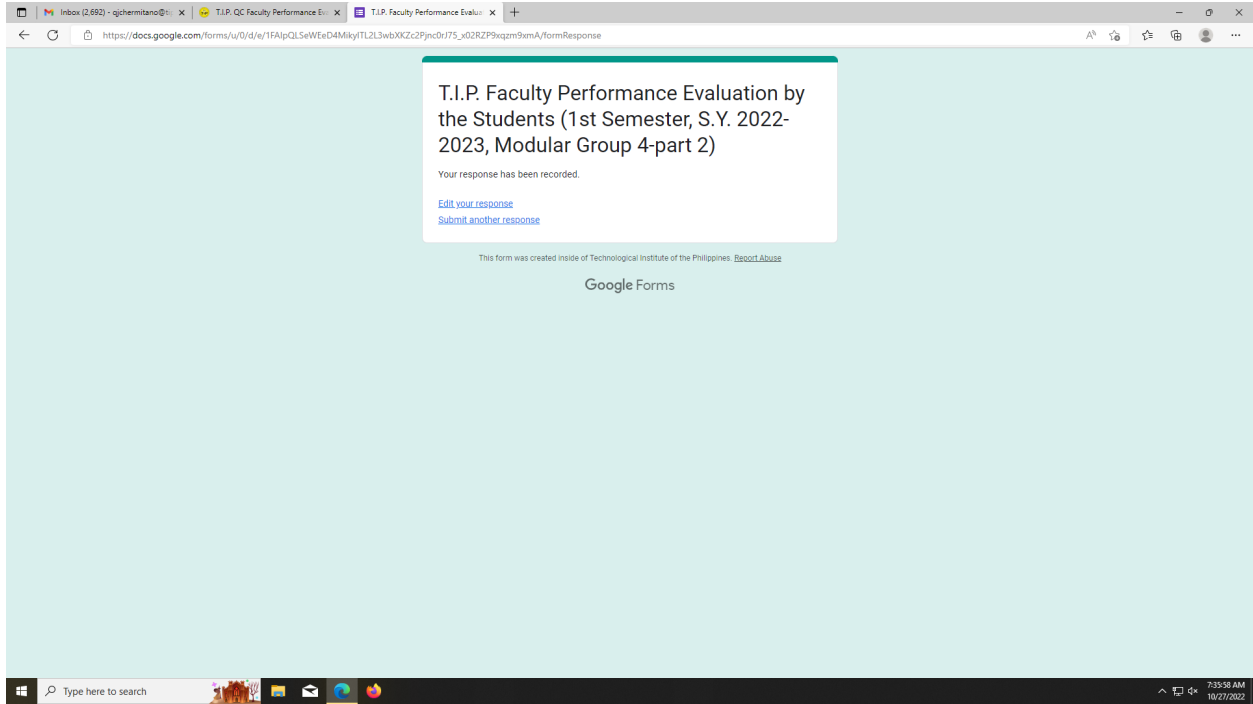 Inbox (2,692) - qjchermitano@ti
T.I.P. QC Faculty Performance Ev
T.I.P. Faculty Performance Evalua
https://docs.google.com/forms/u/0/d/e/1FAIpQLSeWEeD4MikyITL2L3wbXKZc2Pjnc0rJ75_x02RZP9xqzm9xmA/formResponse
T.I.P. Faculty Performance Evaluation by
the Students (1st Semester, S.Y. 2022-
2023, Modular Group 4-part 2)
Your response has been recorded.
Edit your response
Submit another response
This form was created inside of Technological Institute of the Philippines. Report Abuse
Google Forms
Type here to search
7:35:58 AM
10/27/2022